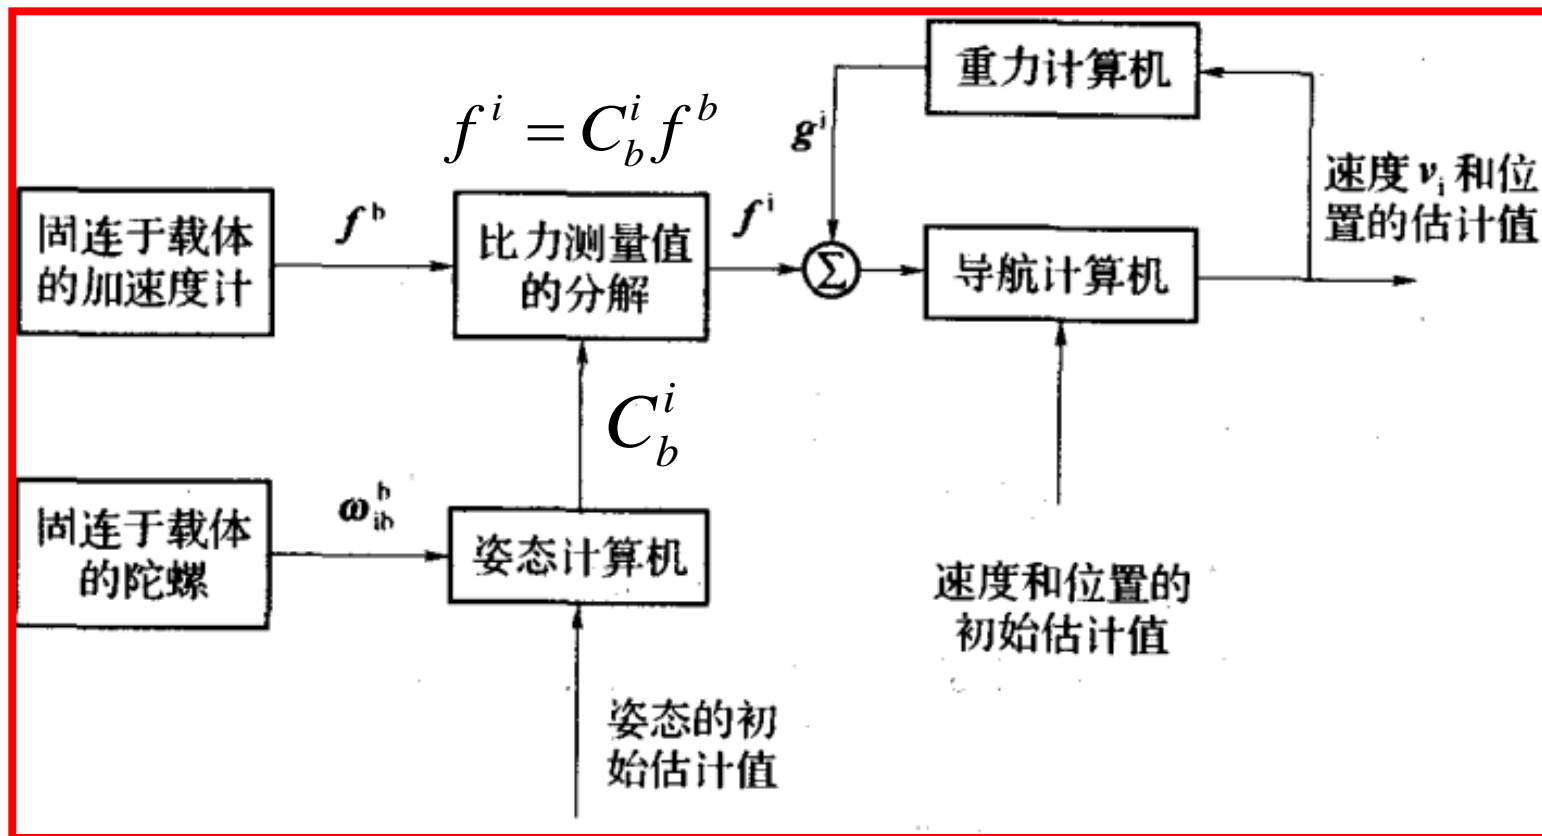 重力计算机
f^i = C_b^i f^b
g^i
速度 v_i 和位
置的估计值
固连于载体
的加速度计
f^b
比力测量值
的分解
f^i
Σ
导航计算机
C_b^i
固连于载体
的陀螺
ω_ib^b
姿态计算机
速度和位置的
初始估计值
姿态的初
始估计值